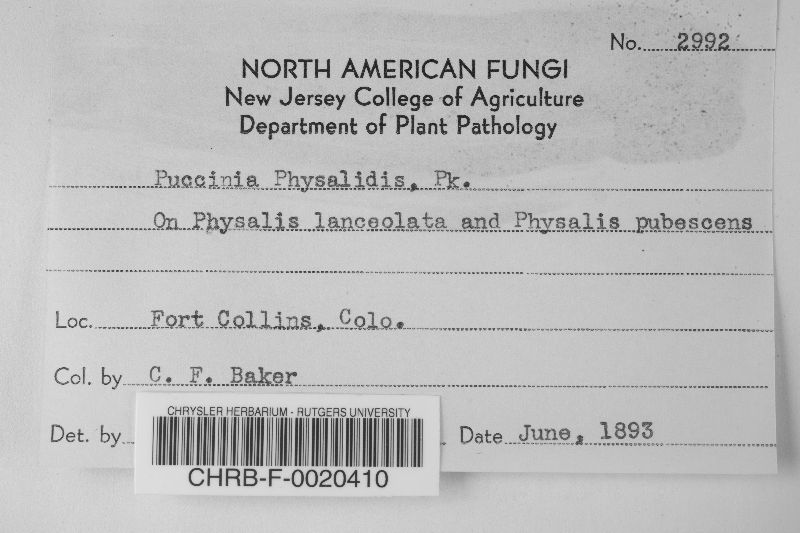 No. 2992
NORTH AMERICAN FUNGI
New Jersey College of Agriculture
Department of Plant Pathology
Puccinia Physalidis, Pk.
On Physalis lanceolata and Physalis pubescens
Loc. Fort Collins, Colo.
Col. by C. F. Baker
Det. by Date June, 1893
CHRYSLER HERBARIUM - RUTGERS UNIVERSITY
CHRB-F-0020410